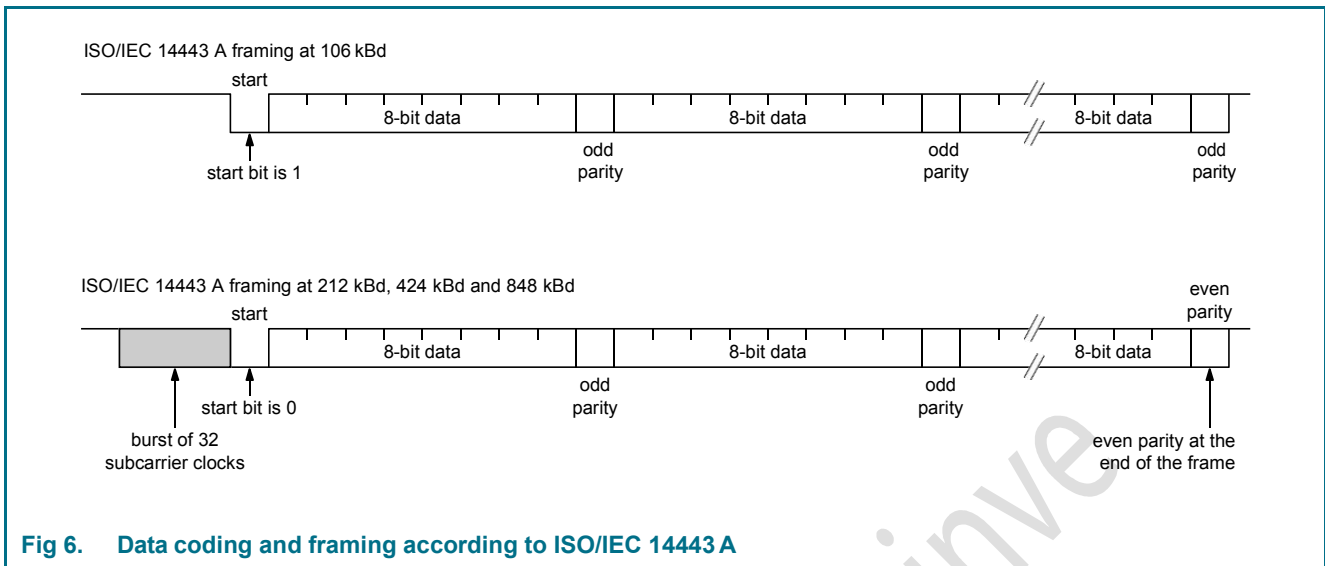 ISO/IEC 14443 A framing at 106 kBd
start
8-bit data
8-bit data
8-bit data
start bit is 1
odd
parity
odd
parity
odd
parity
ISO/IEC 14443 A framing at 212 kBd, 424 kBd and 848 kBd
start
even
parity
8-bit data
8-bit data
8-bit data
start bit is 0
odd
parity
odd
parity
burst of 32
subcarrier clocks
even parity at the
end of the frame
Fig 6. Data coding and framing according to ISO/IEC 14443 A